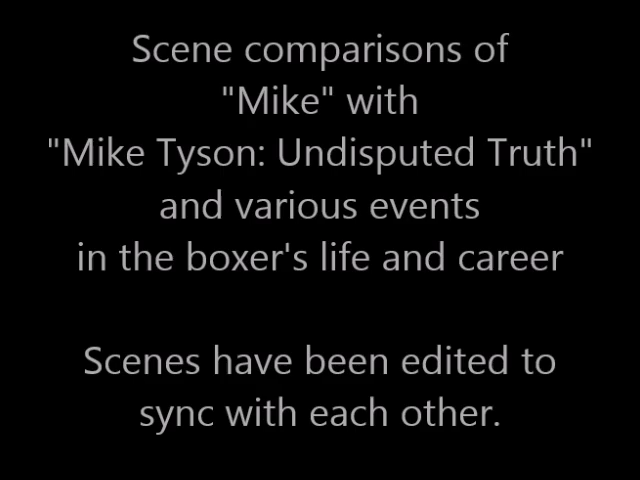 Scene comparisons of
"Mike" with
"Mike Tyson: Undisputed Truth"
and various events
in the boxer's life and career
Scenes have been edited to
sync with each other.